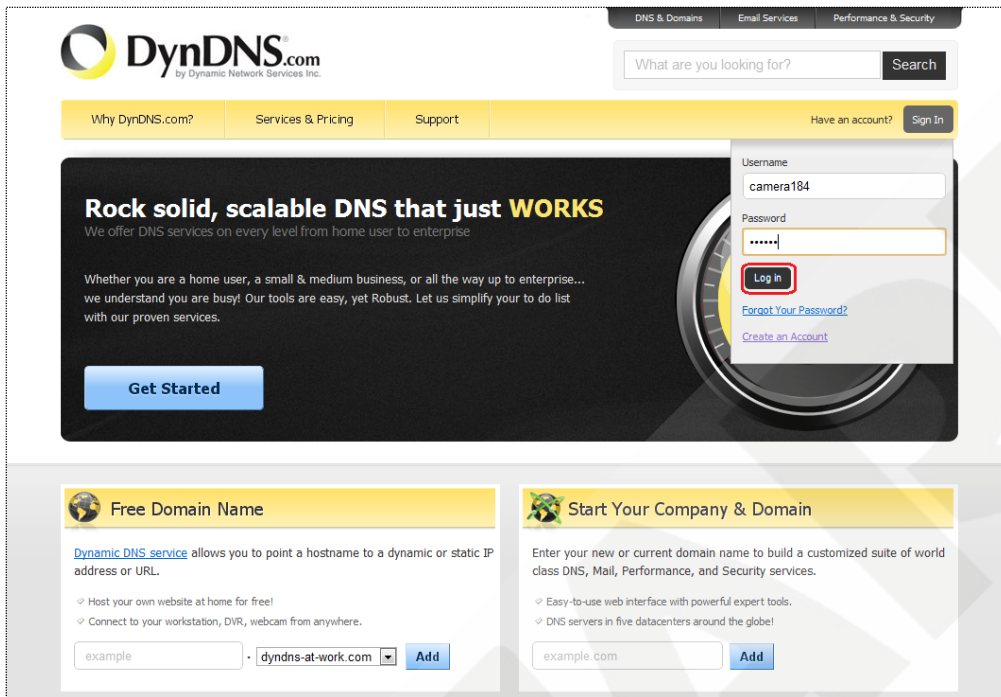 DNS & Domains Email Services Performance & Security
DynDNS.com
by Dynamic Network Services Inc.
What are you looking for? Search
Why DynDNS.com? Services & Pricing Support Have an account? Sign In
Username
camera184
Password
••••••
Log in
Forgot Your Password?
Create an Account
Rock solid, scalable DNS that just WORKS
We offer DNS services on every level from home user to enterprise
Whether you are a home user, a small & medium business, or all the way up to enterprise...
we understand you are busy! Our tools are easy, yet Robust. Let us simplify your to do list
with our proven services.
Get Started
Free Domain Name
Dynamic DNS service allows you to point a hostname to a dynamic or static IP
address or URL.
Host your own website at home for free!
Connect to your workstation, DVR, webcam from anywhere.
example . dyndns-at-work.com Add
Start Your Company & Domain
Enter your new or current domain name to build a customized suite of world
class DNS, Mail, Performance, and Security services.
Easy-to-use web interface with powerful expert tools.
DNS servers in five datacenters around the globe!
example.com Add